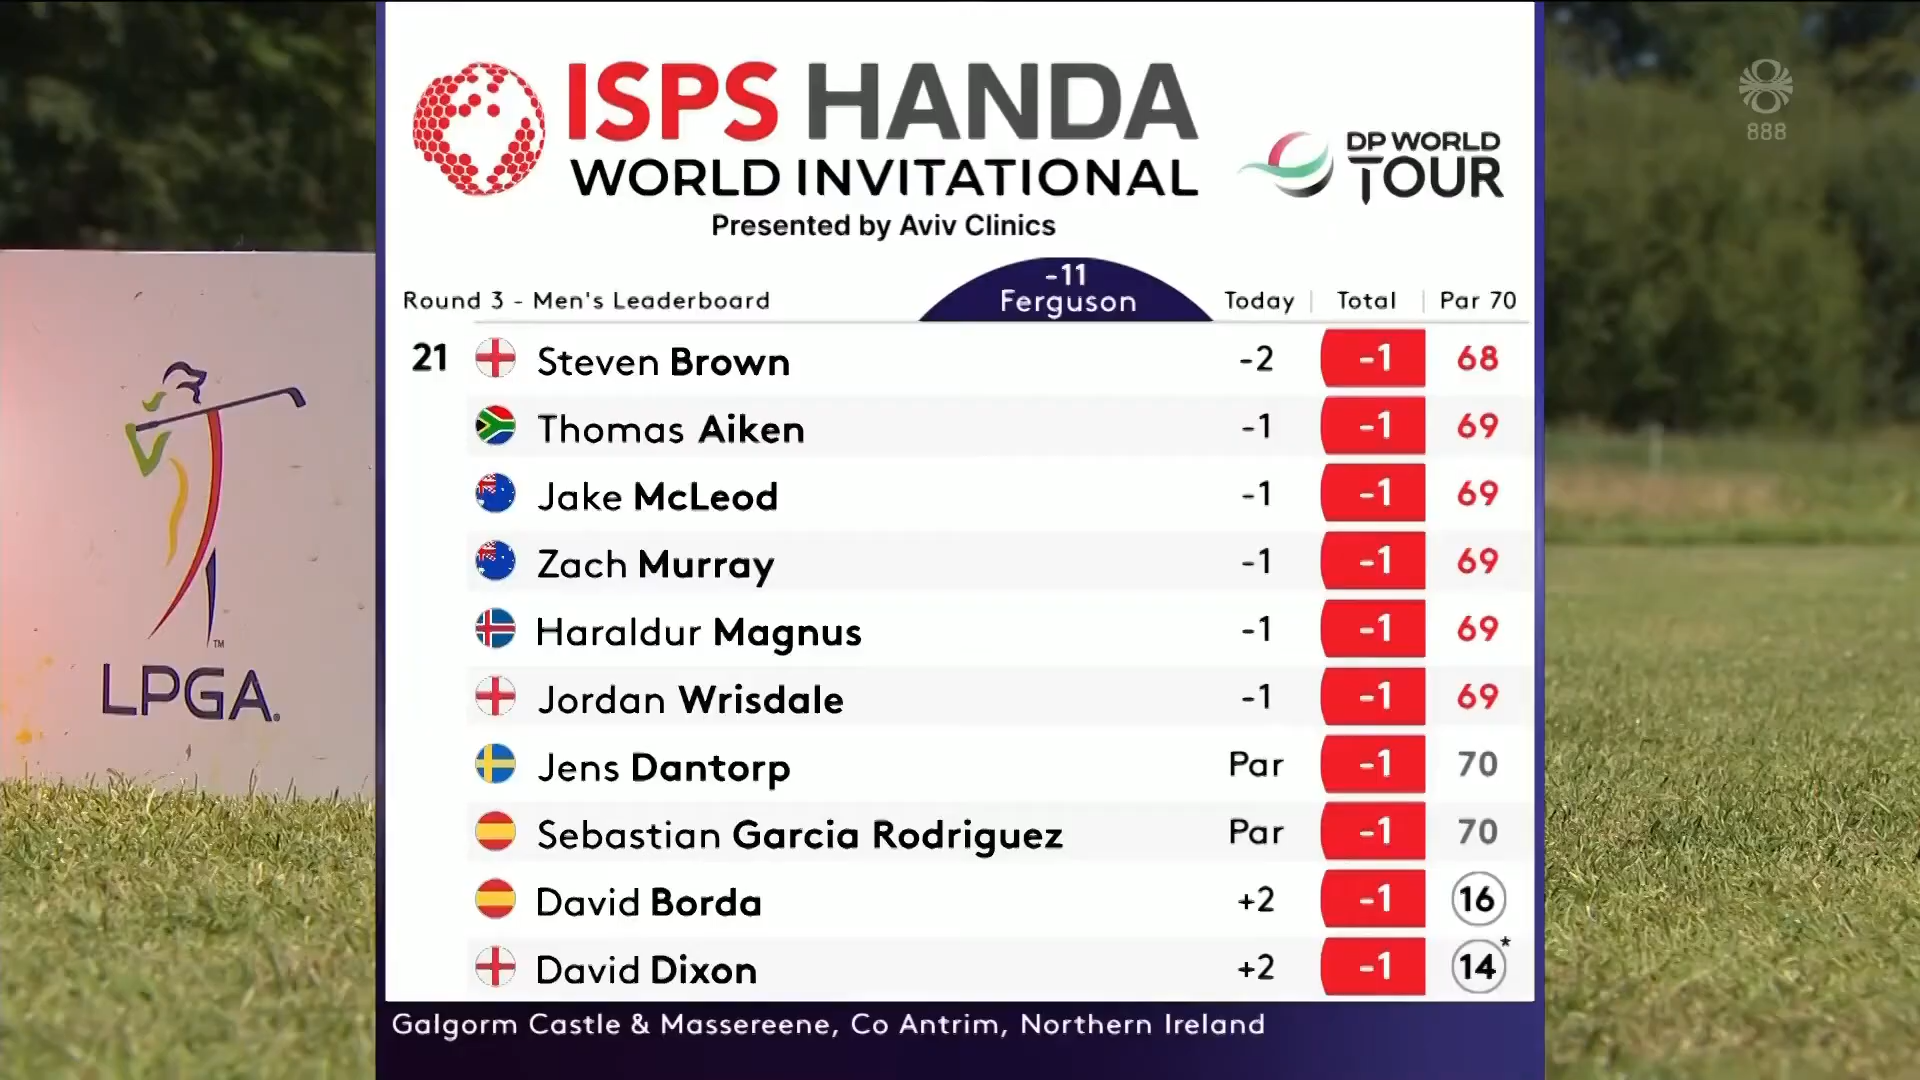 ISPS HANDA
WORLD INVITATIONAL
Presented by Aviv Clinics
DP WORLD
TOUR
888
-11
Ferguson
Round 3 - Men's Leaderboard Today Total Par 70
21 Steven Brown -2 -1 68
Thomas Aiken -1 -1 69
Jake McLeod -1 -1 69
Zach Murray -1 -1 69
Haraldur Magnus -1 -1 69
Jordan Wrisdale -1 -1 69
Jens Dantorp Par -1 70
Sebastian Garcia Rodriguez Par -1 70
David Borda +2 -1 16
David Dixon +2 -1 14*
Galgorm Castle & Massereene, Co Antrim, Northern Ireland
LPGA.
TM